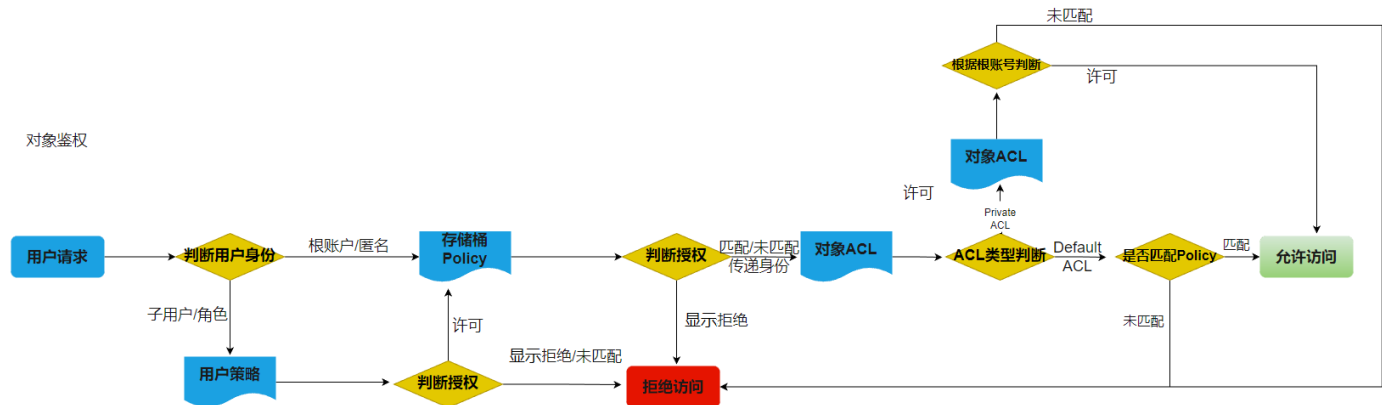 未匹配
根据根账号判断
许可
对象鉴权
对象ACL
许可
Private
ACL
用户请求
判断用户身份
根账户/匿名
存储桶
Policy
判断授权
匹配/未匹配
传递身份
对象ACL
ACL类型判断
Default
ACL
是否匹配Policy
匹配
允许访问
子用户/角色
许可
显示拒绝
未匹配
用户策略
判断授权
显示拒绝/未匹配
拒绝访问